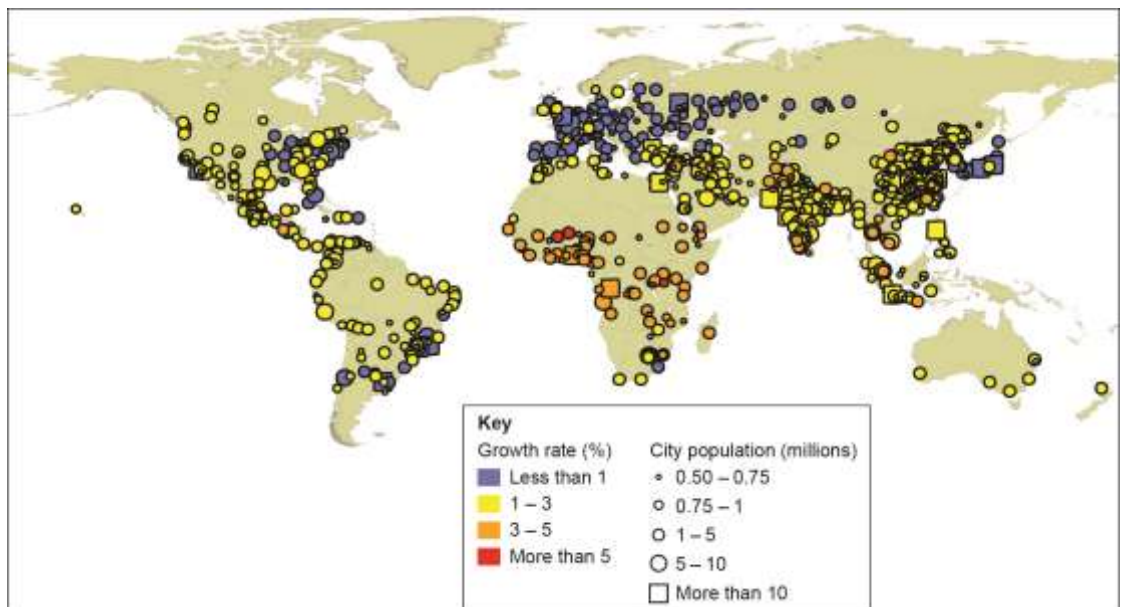 Key
Growth rate (%)
Less than 1
1 – 3
3 – 5
More than 5
City population (millions)
0.50 – 0.75
0.75 – 1
1 – 5
5 – 10
More than 10